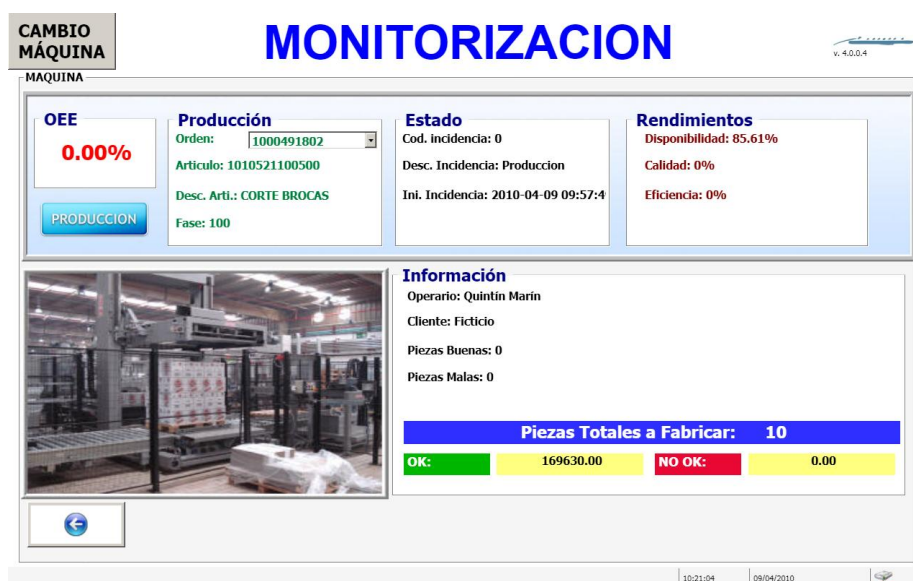 CAMBIO
MÁQUINA
MONITORIZACION
v. 4.0.0.4
MAQUINA
OEE
0.00%
PRODUCCION
Producción
Orden: 1000491802
Articulo: 1010521100500
Desc. Arti.: CORTE BROCAS
Fase: 100
Estado
Cod. incidencia: 0
Desc. Incidencia: Produccion
Ini. Incidencia: 2010-04-09 09:57:4
Rendimientos
Disponibilidad: 85.61%
Calidad: 0%
Eficiencia: 0%
Información
Operario: Quintín Marín
Cliente: Ficticio
Piezas Buenas: 0
Piezas Malas: 0
Piezas Totales a Fabricar: 10
OK: 169630.00 NO OK: 0.00
10:21:04 09/04/2010